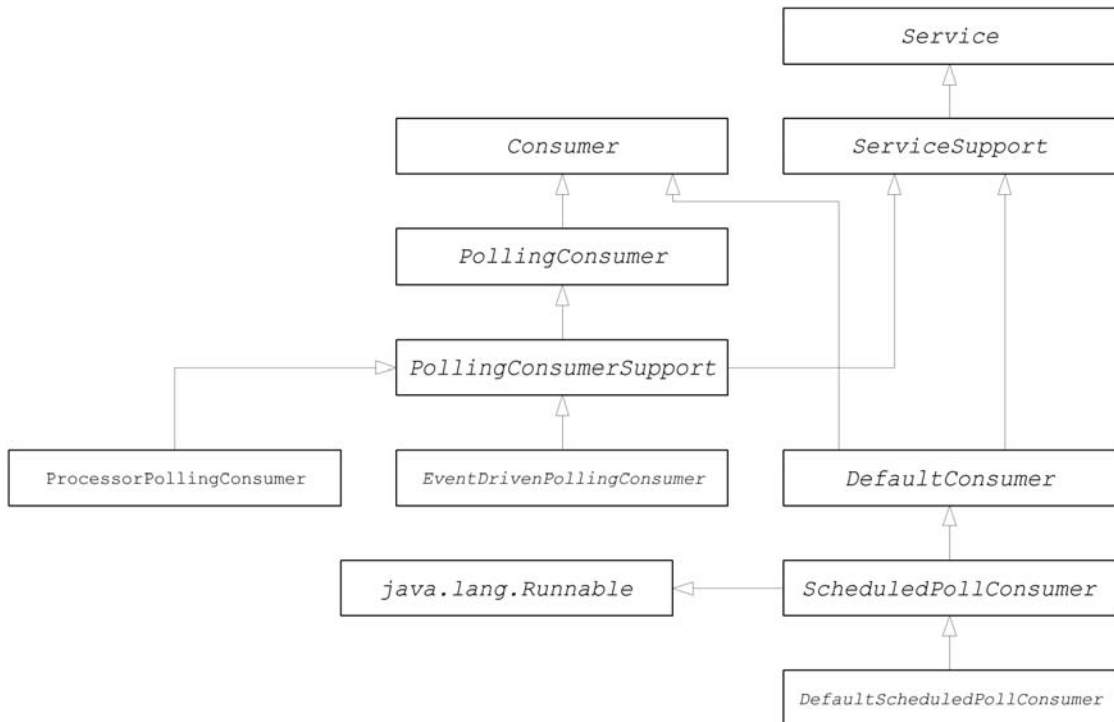 Service
Consumer
ServiceSupport
PollingConsumer
PollingConsumerSupport
ProcessorPollingConsumer
EventDrivenPollingConsumer
DefaultConsumer
java.lang.Runnable
ScheduledPollConsumer
DefaultScheduledPollConsumer